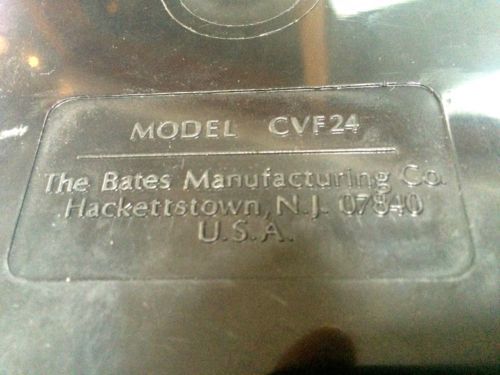 MODEL CVF24
The Bates Manufacturing Co.
Hackettstown, N.J. 07840
U.S.A.